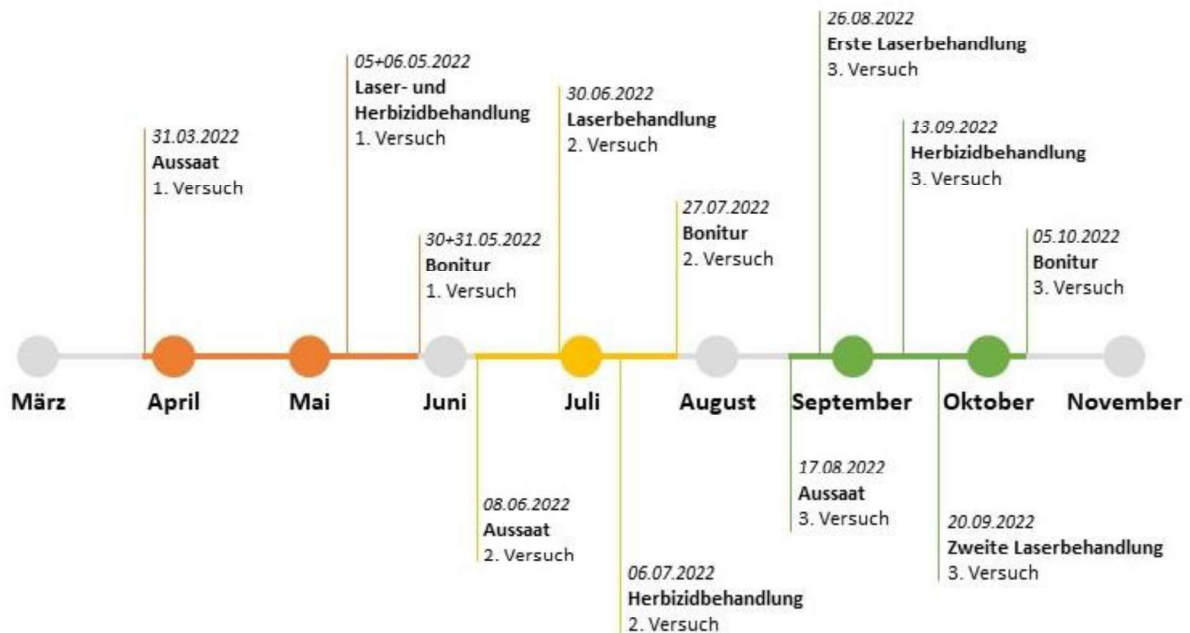 26.08.2022
Erste Laserbehandlung
3. Versuch
05+06.05.2022
Laser- und
Herbizidbehandlung
1. Versuch
30.06.2022
Laserbehandlung
2. Versuch
13.09.2022
Herbizidbehandlung
3. Versuch
31.03.2022
Aussaat
1. Versuch
27.07.2022
Bonitur
2. Versuch
30+31.05.2022
Bonitur
1. Versuch
05.10.2022
Bonitur
3. Versuch
März April Mai Juni Juli August September Oktober November
17.08.2022
Aussaat
3. Versuch
08.06.2022
Aussaat
2. Versuch
20.09.2022
Zweite Laserbehandlung
3. Versuch
06.07.2022
Herbizidbehandlung
2. Versuch